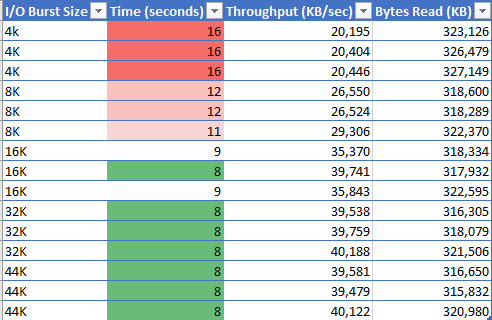 I/O Burst Size Time (seconds) Throughput (KB/sec) Bytes Read (KB)
4k 16 20,195 323,126
4K 16 20,404 326,479
4K 16 20,446 327,149
8K 12 26,550 318,600
8K 12 26,524 318,289
8K 11 29,306 322,370
16K 9 35,370 318,334
16K 8 39,741 317,932
16K 9 35,843 322,595
32K 8 39,538 316,305
32K 8 39,759 318,079
32K 8 40,188 321,506
44K 8 39,581 316,650
44K 8 39,479 315,832
44K 8 40,122 320,980